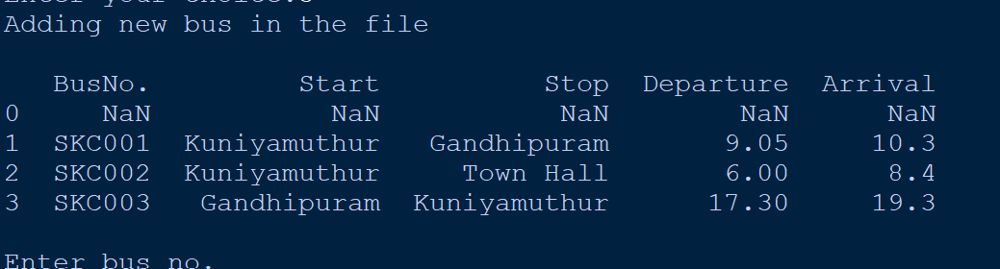 Enter your choice:
Adding new bus in the file
BusNo. Start Stop Departure Arrival
0 NaN NaN NaN NaN NaN
1 SKC001 Kuniyamuthur Gandhipuram 9.05 10.3
2 SKC002 Kuniyamuthur Town Hall 6.00 8.4
3 SKC003 Gandhipuram Kuniyamuthur 17.30 19.3
Enter bus no.